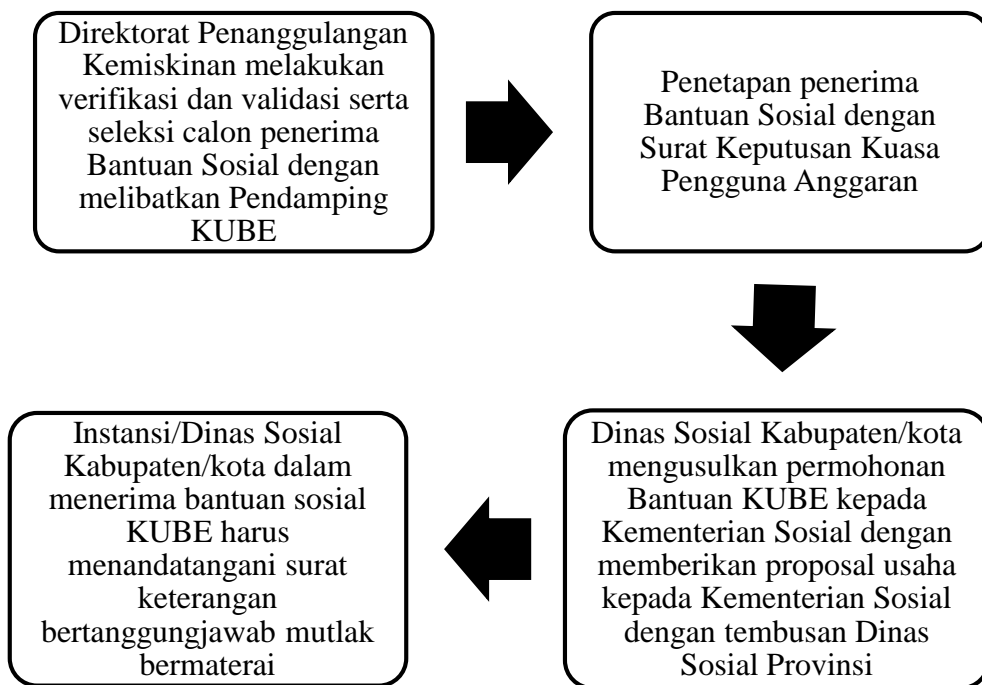 Direktorat Penanggulangan
Kemiskinan melakukan
verifikasi dan validasi serta
seleksi calon penerima
Bantuan Sosial dengan
melibatkan Pendamping
KUBE
Penetapan penerima
Bantuan Sosial dengan
Surat Keputusan Kuasa
Pengguna Anggaran
Dinas Sosial Kabupaten/kota
mengusulkan permohonan
Bantuan KUBE kepada
Kementerian Sosial dengan
memberikan proposal usaha
kepada Kementerian Sosial
dengan tembusan Dinas
Sosial Provinsi
Instansi/Dinas Sosial
Kabupaten/kota dalam
menerima bantuan sosial
KUBE harus
menandatangani surat
keterangan
bertanggungjawab mutlak
bermaterai